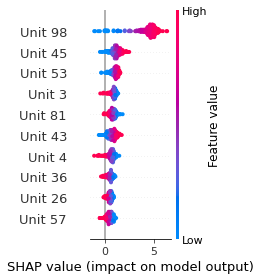 High
Unit 98
Unit 45
Unit 53
Unit 3
Unit 81
Unit 43
Unit 4
Unit 36
Unit 26
Unit 57
Feature value
Low
0 5
SHAP value (impact on model output)